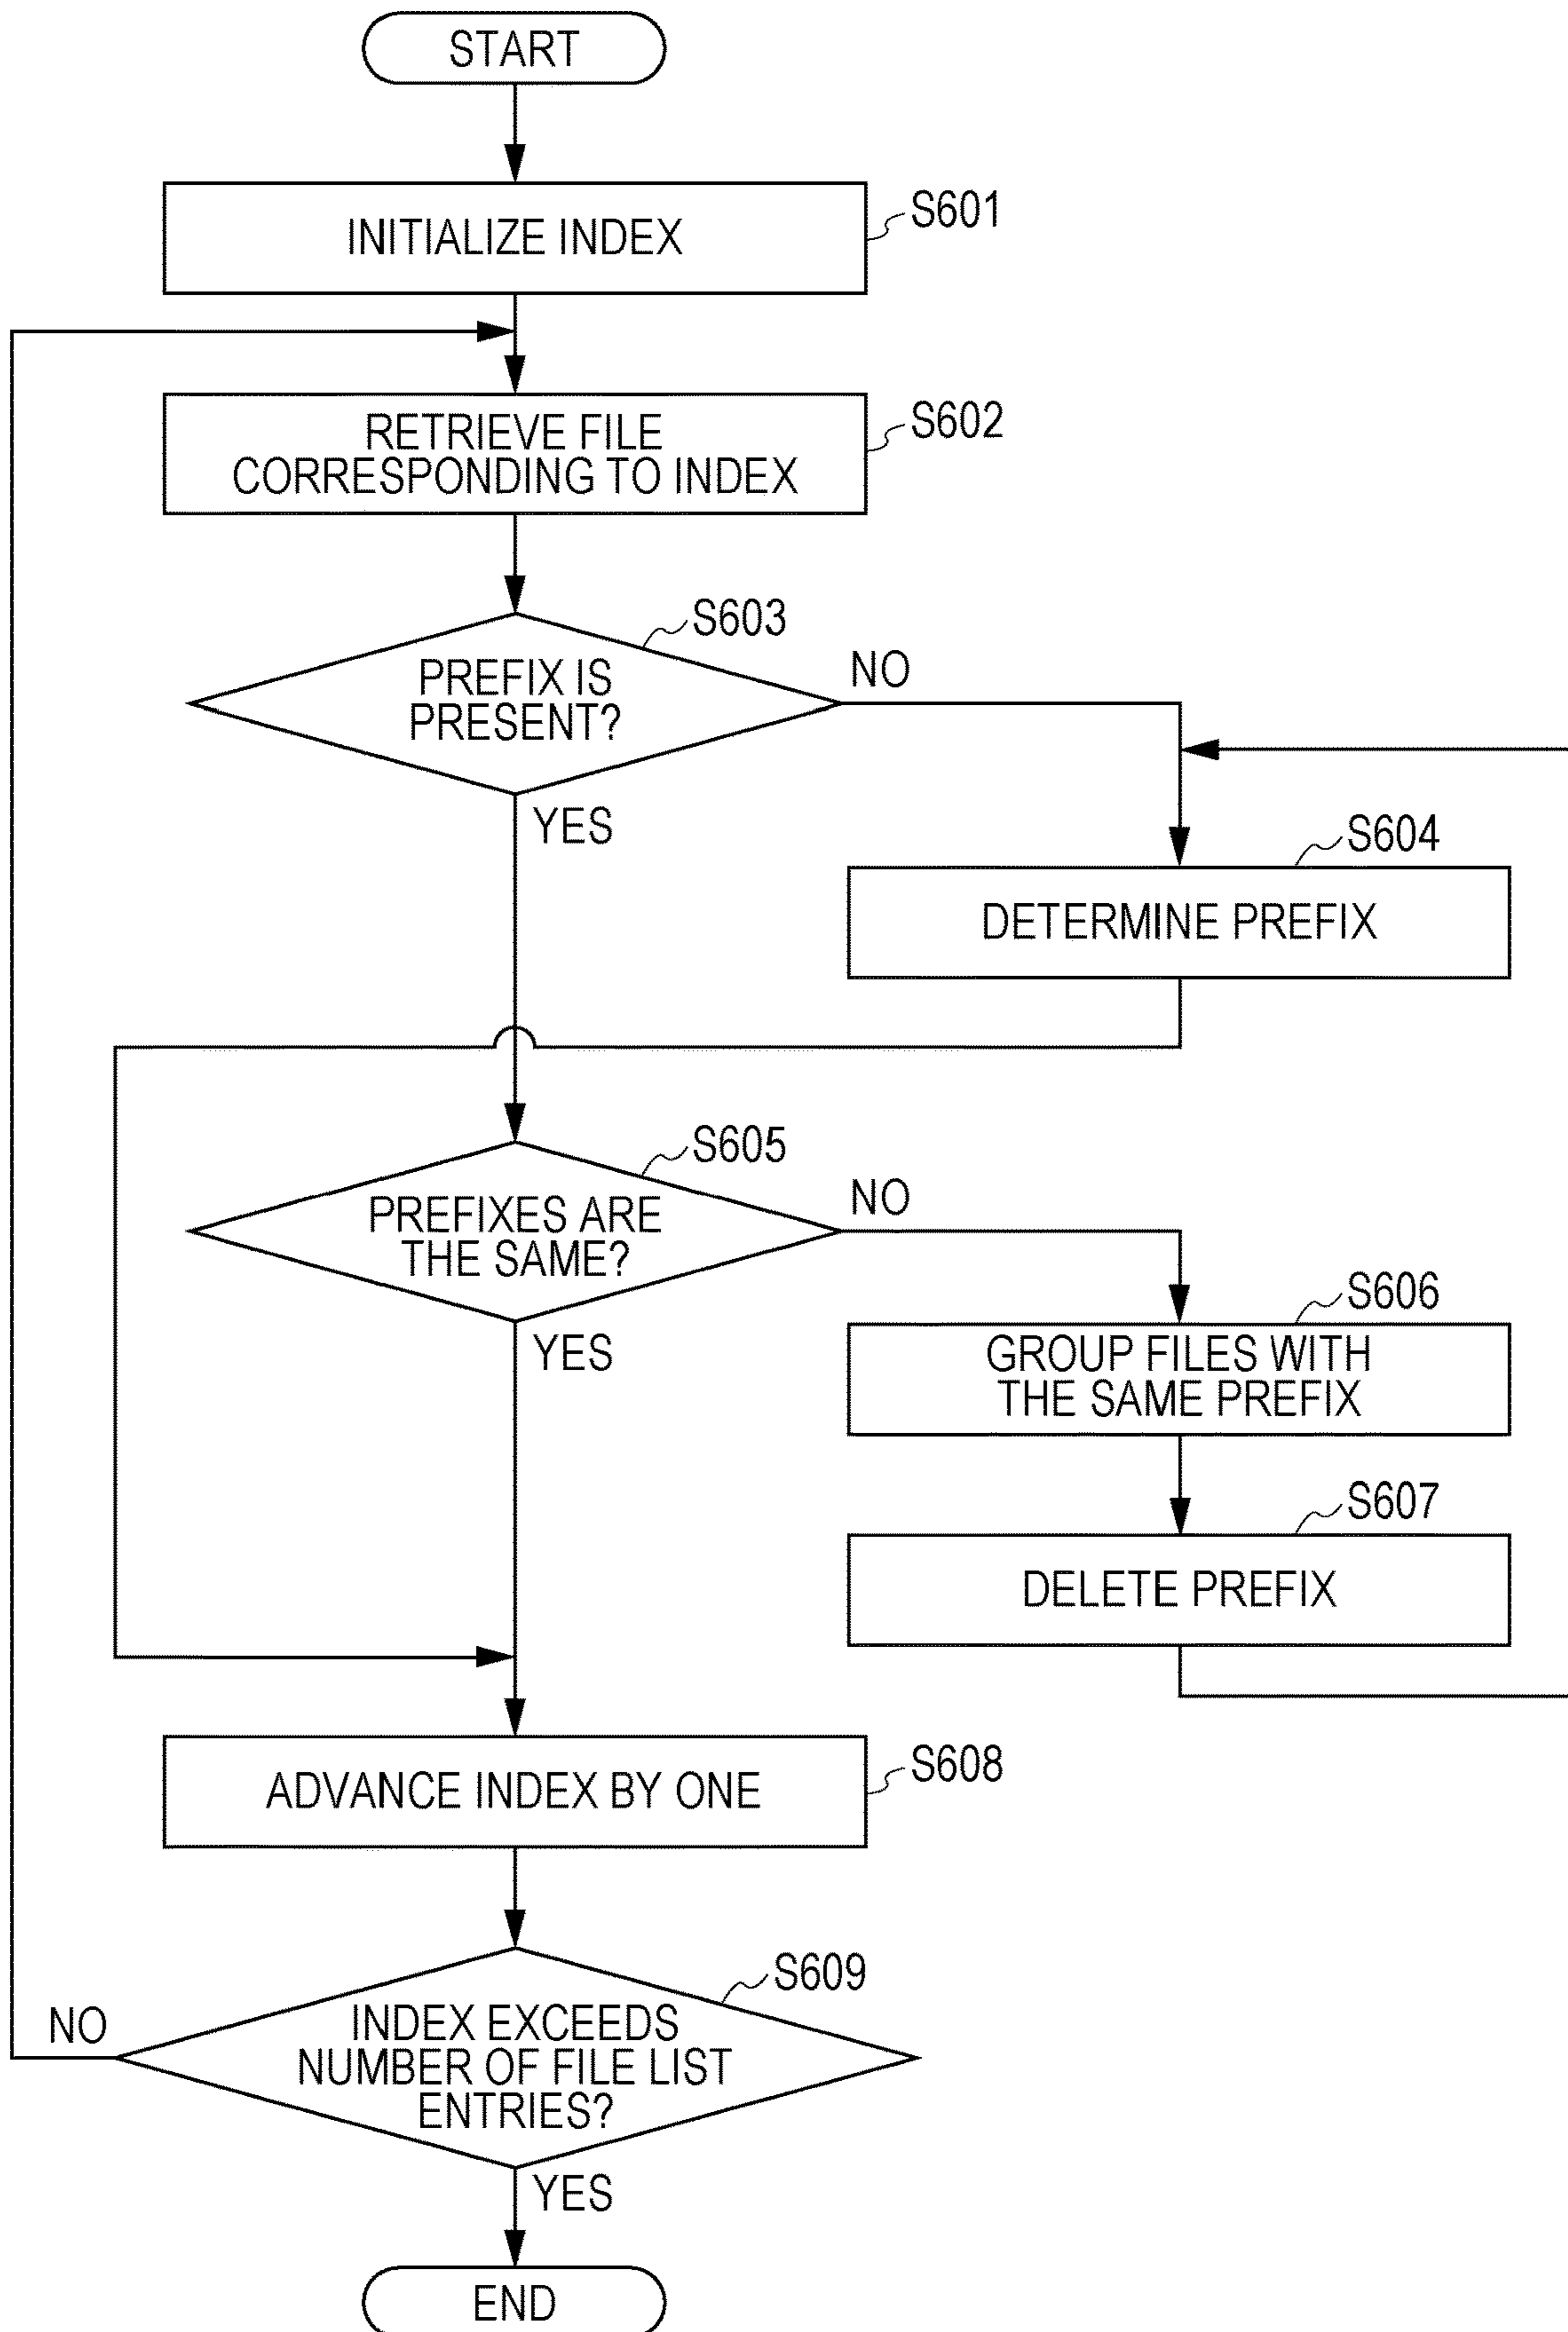 START
INITIALIZE INDEX
S601
RETRIEVE FILE
CORRESPONDING TO INDEX
S602
S603
PREFIX IS
PRESENT?
NO
YES
S604
DETERMINE PREFIX
S605
PREFIXES ARE
THE SAME?
NO
YES
S606
GROUP FILES WITH
THE SAME PREFIX
S607
DELETE PREFIX
ADVANCE INDEX BY ONE
S608
S609
INDEX EXCEEDS
NUMBER OF FILE LIST
ENTRIES?
NO
YES
END